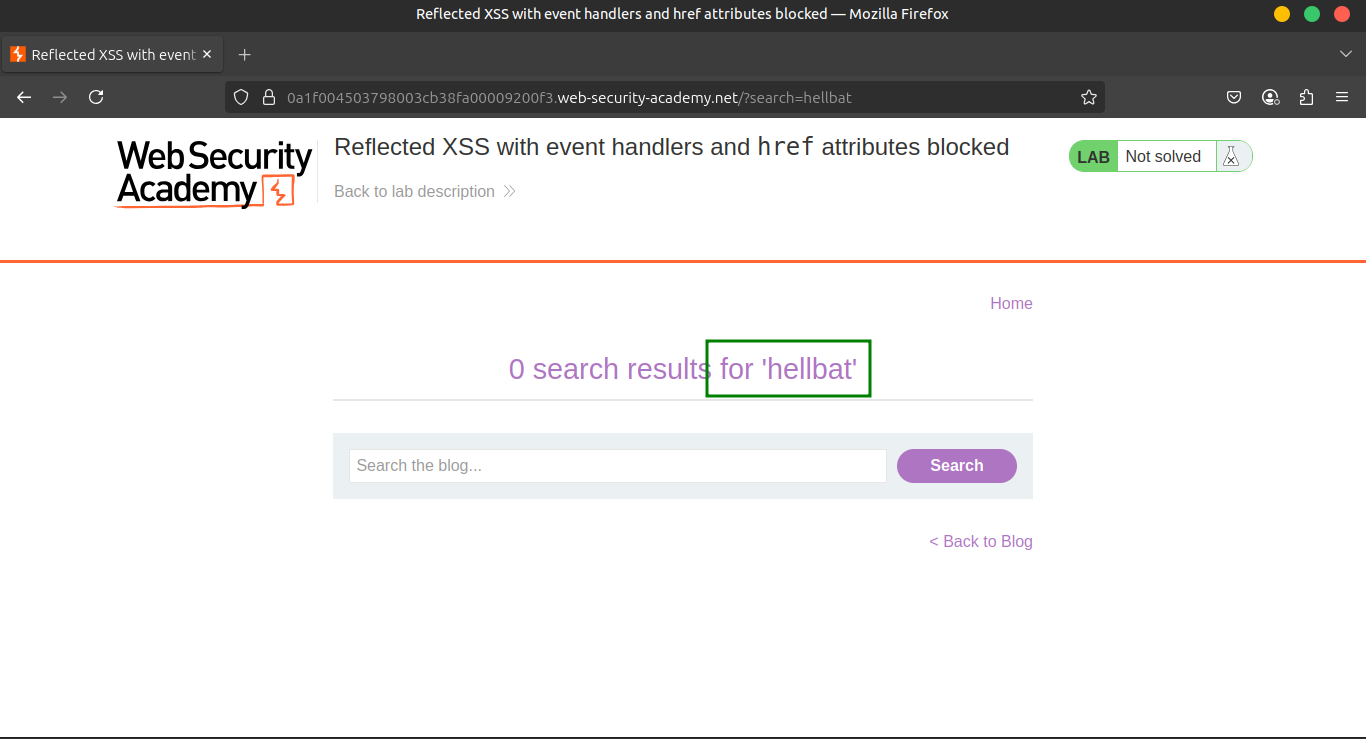 Reflected XSS with event handlers and href attributes blocked — Mozilla Firefox
Reflected XSS with event
0a1f004503798003cb38fa00009200f3.web-security-academy.net/?search=hellbat
Web Security
Academy
Reflected XSS with event handlers and href attributes blocked
Back to lab description
LAB Not solved
Home
0 search results for 'hellbat'
Search the blog... Search
< Back to Blog